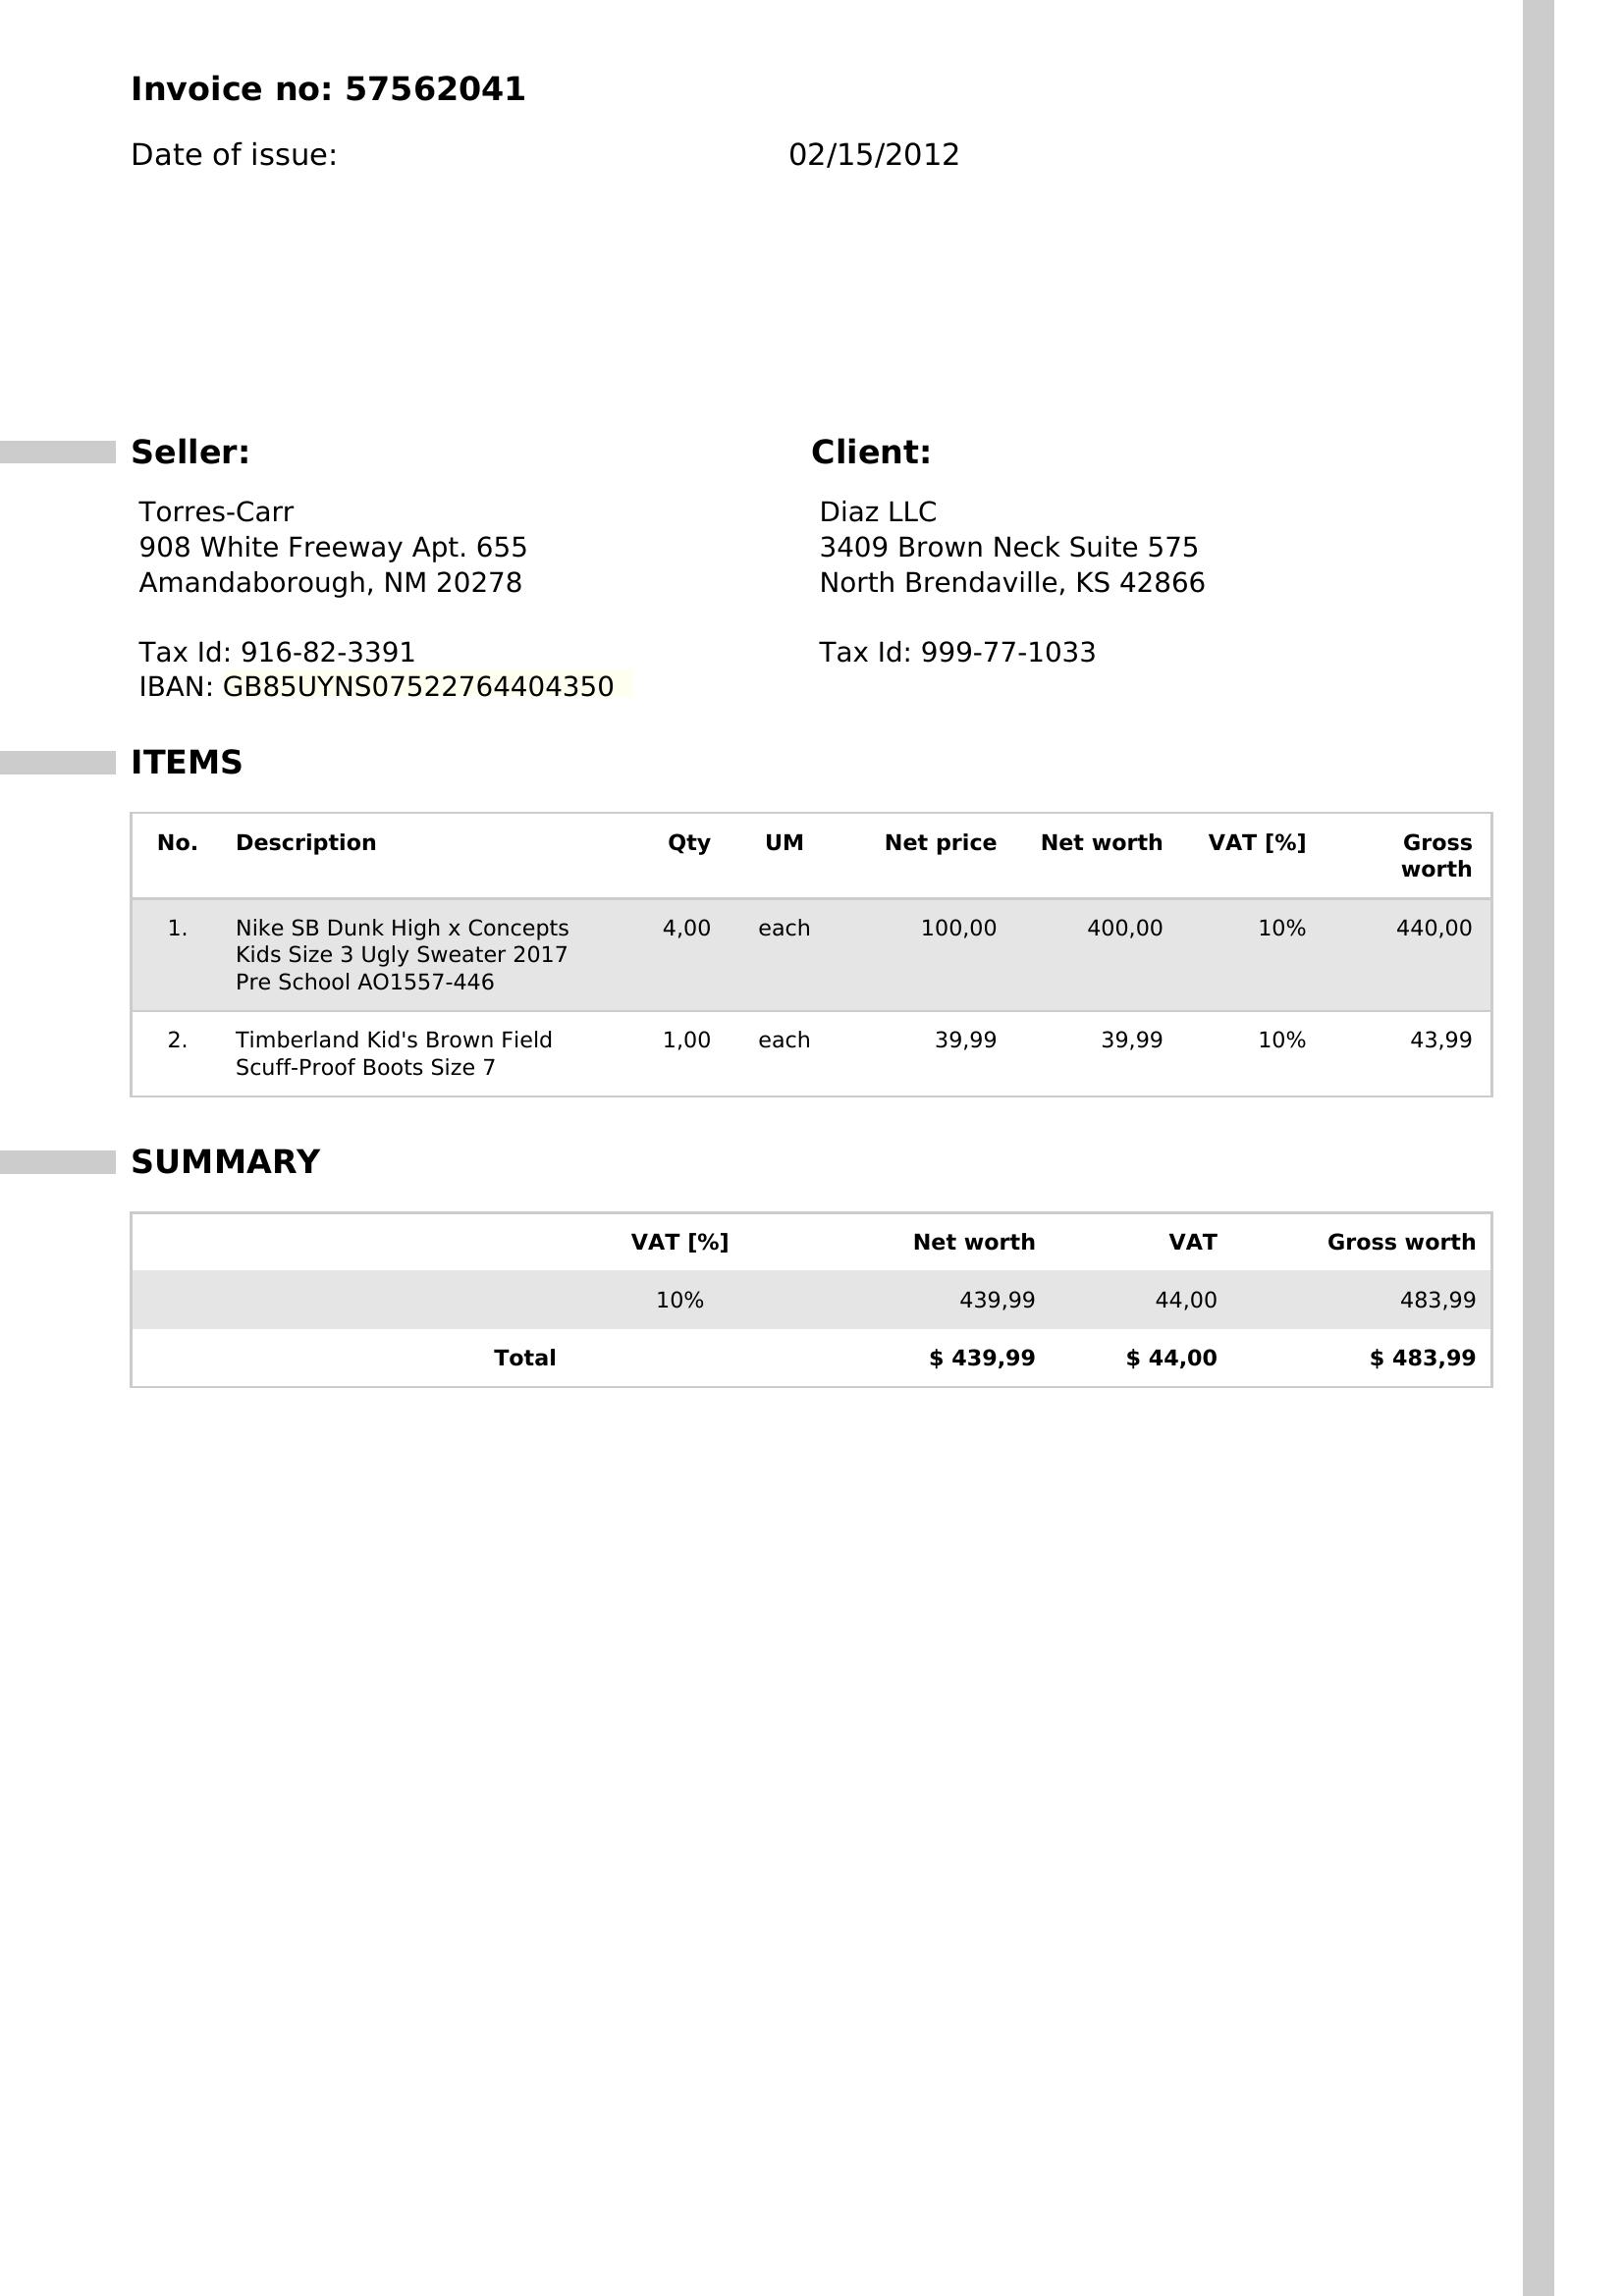 Invoice no: 57562041
Date of issue: 02/15/2012
Seller:
Torres-Carr
908 White Freeway Apt. 655
Amandaborough, NM 20278
Tax Id: 916-82-3391
IBAN: GB85UYNS07522764404350
Client:
Diaz LLC
3409 Brown Neck Suite 575
North Brendaville, KS 42866
Tax Id: 999-77-1033
ITEMS
No. Description Qty UM Net price Net worth VAT [%] Gross
worth
1. Nike SB Dunk High x Concepts 4,00 each 100,00 400,00 10% 440,00
Kids Size 3 Ugly Sweater 2017
Pre School AO1557-446
2. Timberland Kid's Brown Field 1,00 each 39,99 39,99 10% 43,99
Scuff-Proof Boots Size 7
SUMMARY
VAT [%] Net worth VAT Gross worth
10% 439,99 44,00 483,99
Total $ 439,99 $ 44,00 $ 483,99